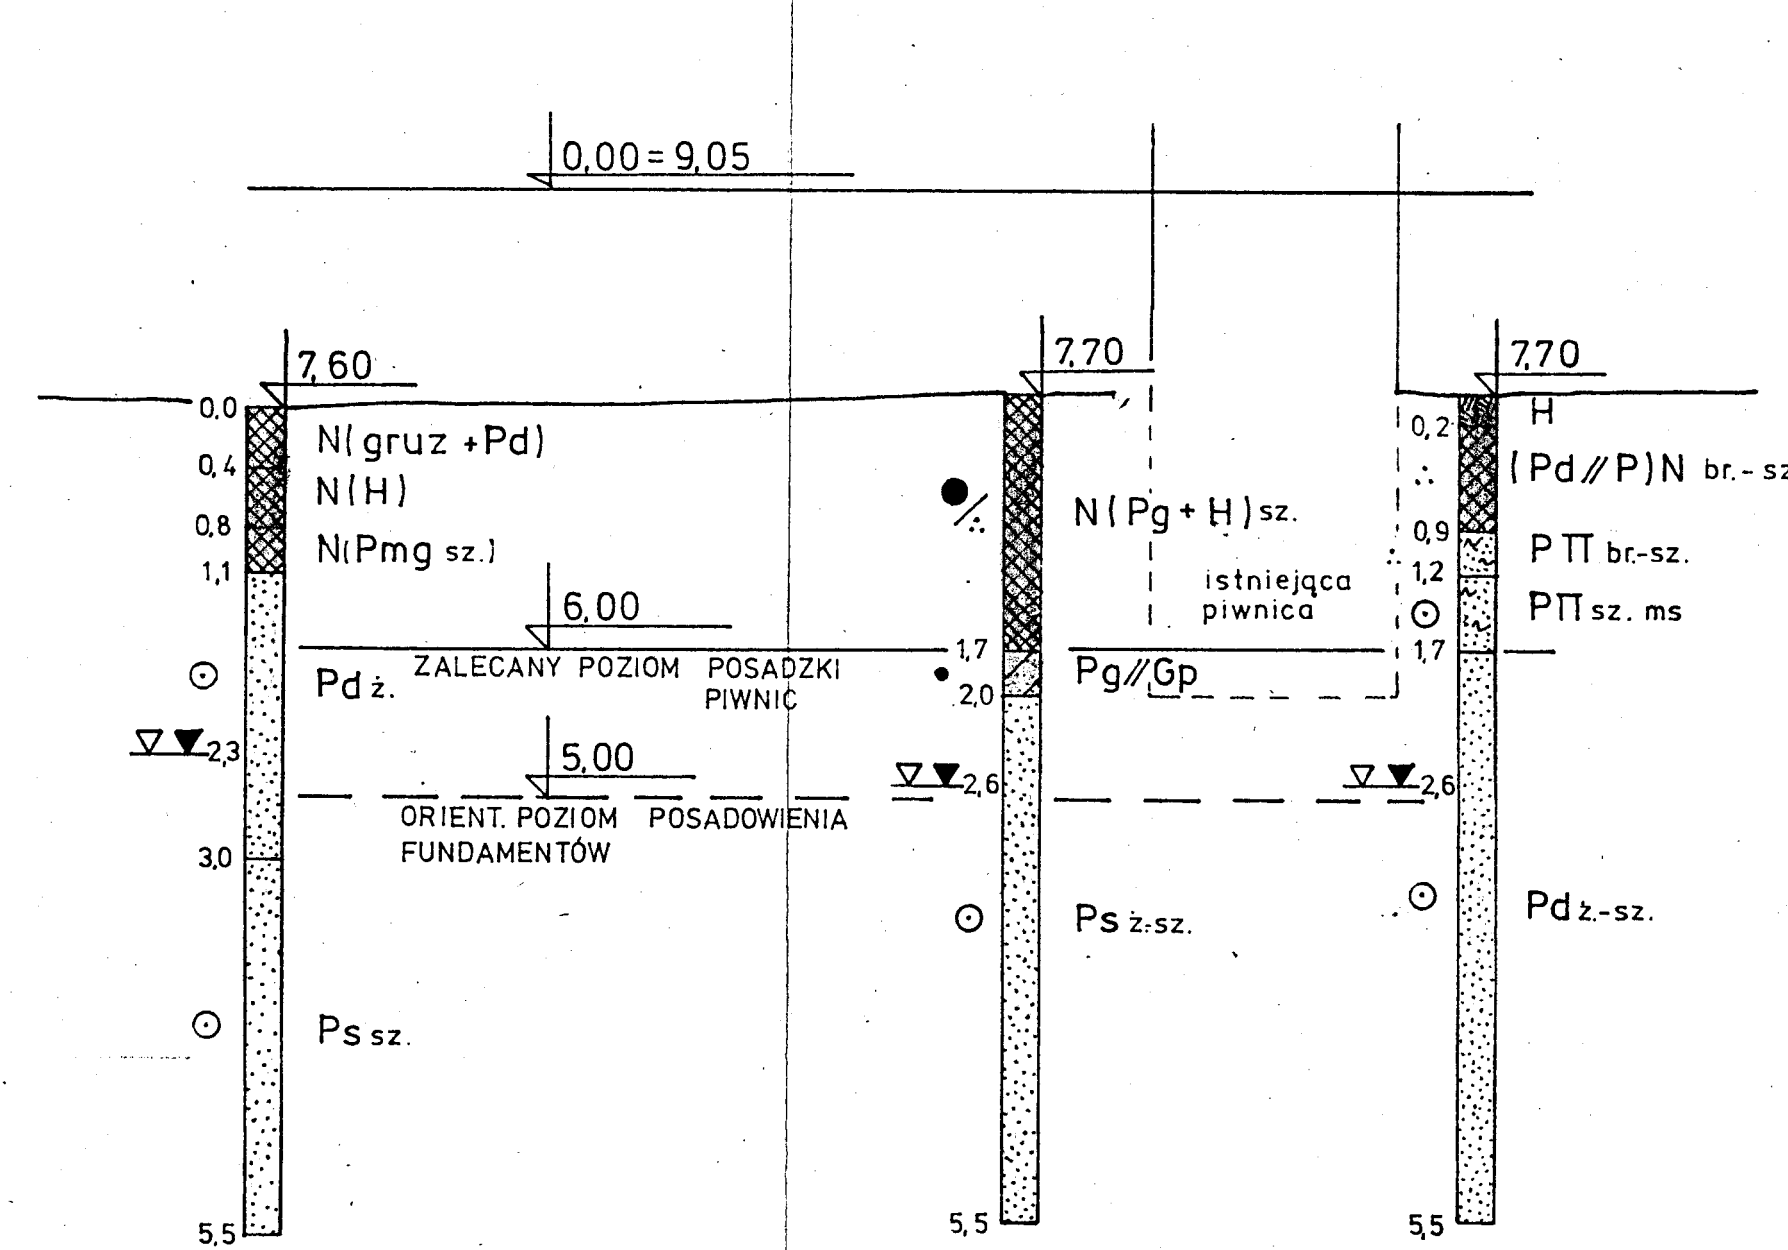 0,00 = 9,05
7,60
7,70
7,70
0,0
N(gruz + Pd)
0,4
N(H)
0,8
N(Pmg sz.)
1,1
6,00
ZALECANY POZIOM POSADZKI
PIWNIC
Pd ż.
2,3
5,00
ORIENT. POZIOM POSADOWIENIA
FUNDAMENTÓW
3,0
Ps sz.
5,5
N(Pg + H) sz.
1,7
Pg//Gp
2,0
2,6
Ps ż.-sz.
5,5
istniejąca
piwnica
H
0,2
(Pd//P)N br.-sz
0,9
PΠ br.-sz.
1,2
PΠ sz. ms
1,7
2,6
Pd ż.-sz.
5,5